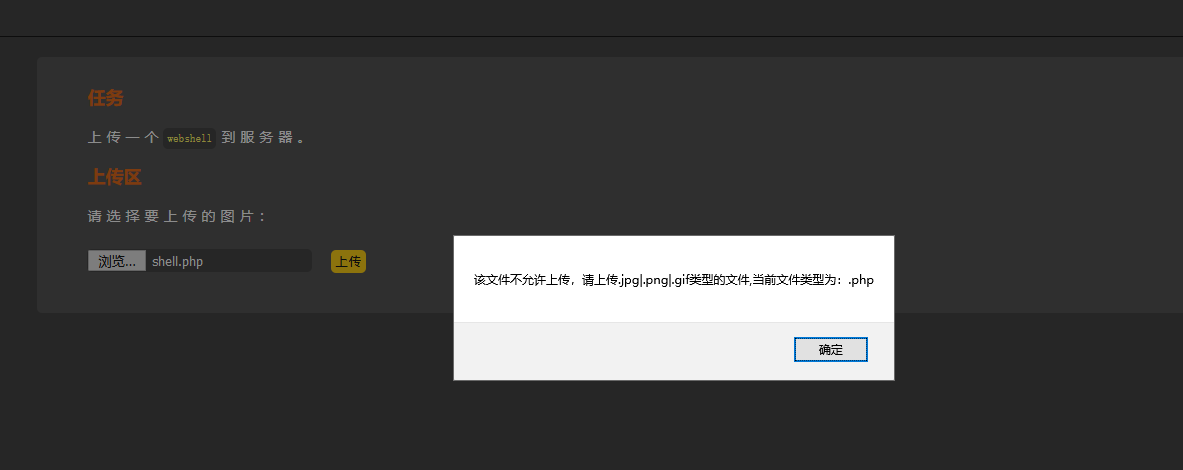 任务
上传一个 webshell 到服务器。
上传区
请选择要上传的图片：
浏览... shell.php 上传
该文件不允许上传，请上传.jpg|.png|.gif类型的文件,当前文件类型为：.php
确定